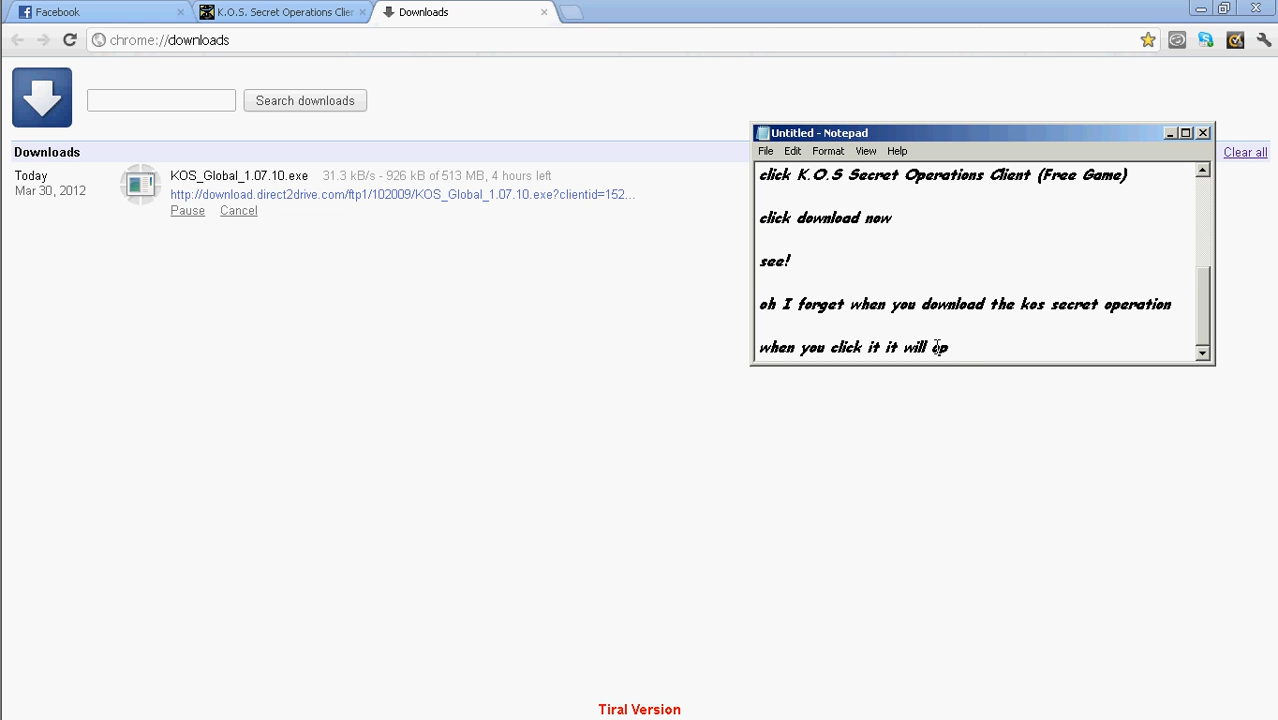 Facebook
K.O.S. Secret Operations Clier
Downloads
chrome://downloads
Search downloads
Downloads
Clear all
Today
Mar 30, 2012
KOS_Global_1.07.10.exe 31.3 kB/s - 926 kB of 513 MB, 4 hours left
http://download.direct2drive.com/ftp1/102009/KOS_Global_1.07.10.exe?clientid=152...
Pause Cancel
Untitled - Notepad
File Edit Format View Help
click K.O.S Secret Operations Client (Free Game)
click download now
see!
oh I forget when you download the kos secret operation
when you click it it will op
Tiral Version